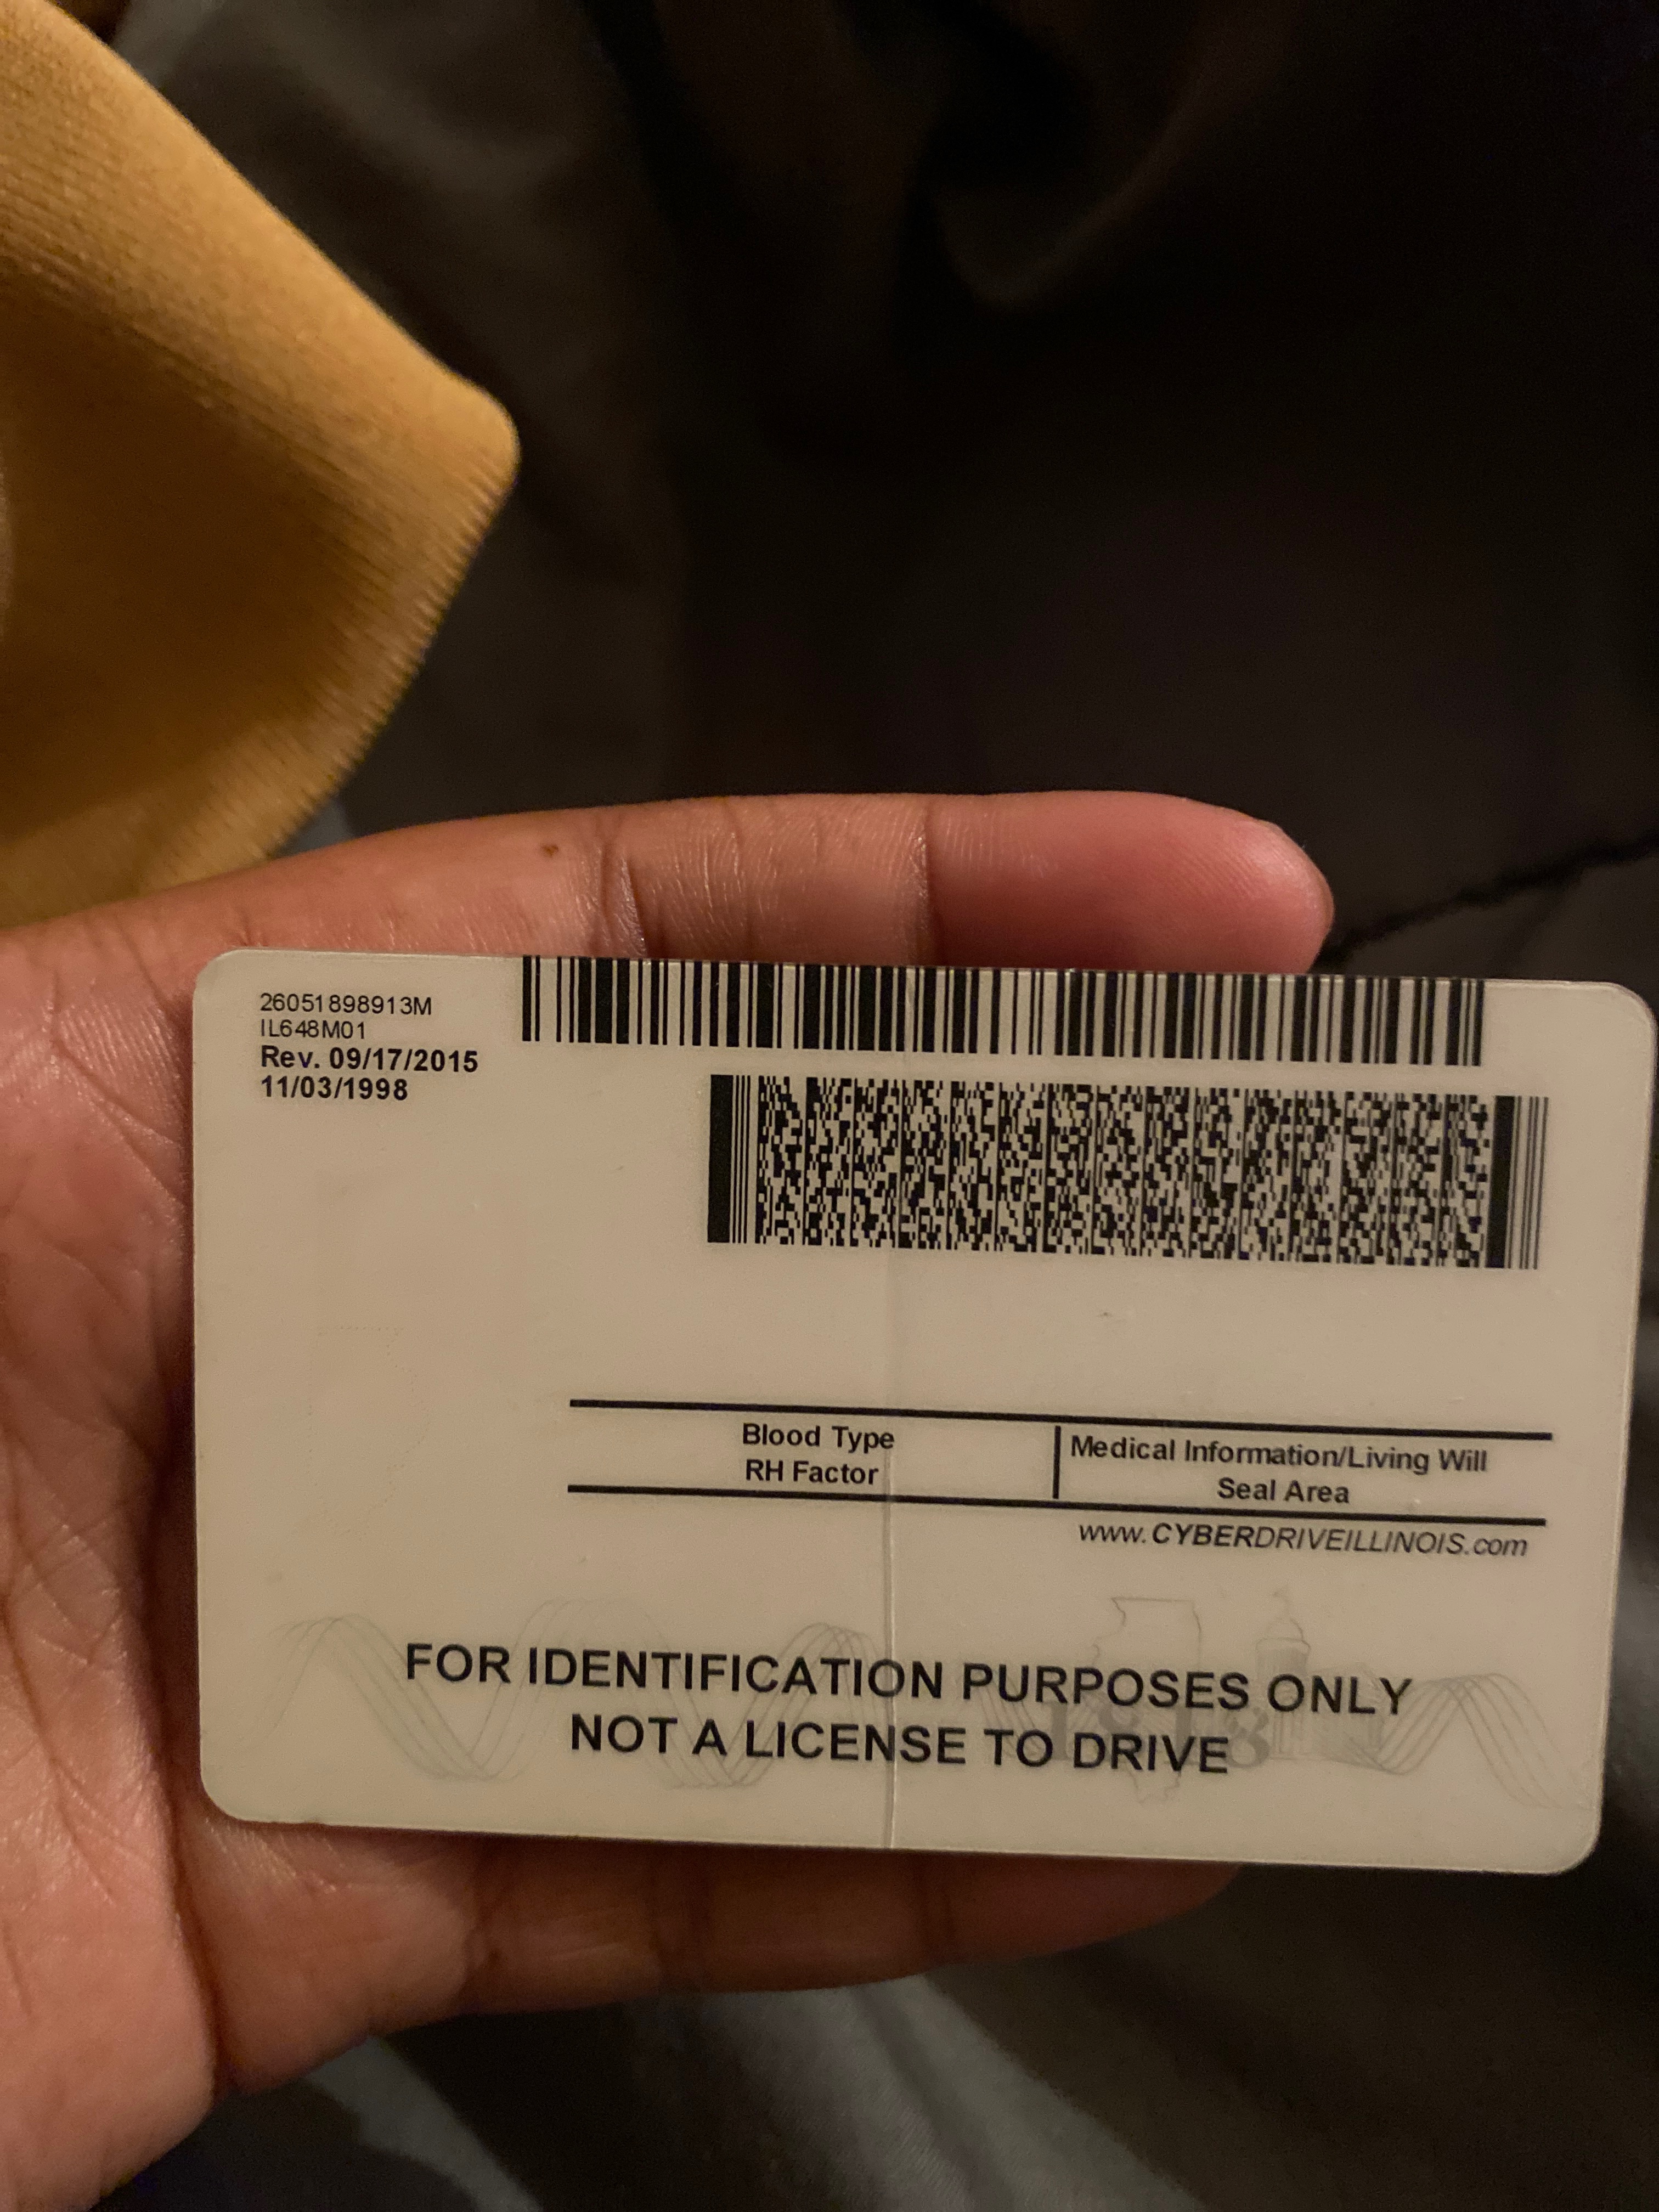 26051898913M
IL648M01
Rev. 09/17/2015
11/03/1998
Blood Type
RH Factor
Medical Information/Living Will
Seal Area
www.CYBERDRIVEILLINOIS.com
FOR IDENTIFICATION PURPOSES ONLY
NOT A LICENSE TO DRIVE
1818